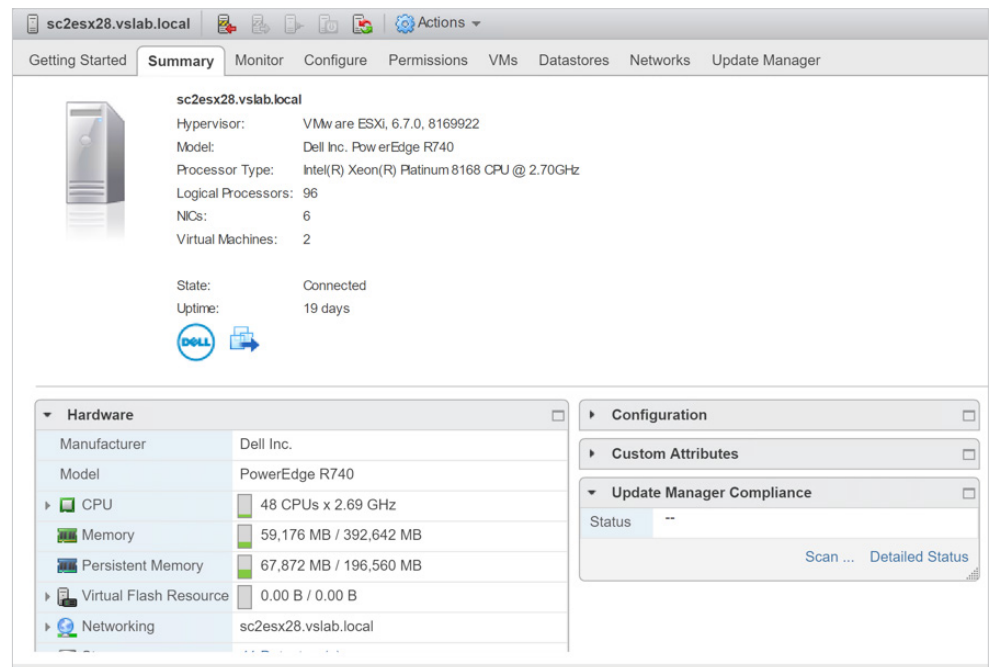 sc2esx28.vslab.local Actions
Getting Started Summary Monitor Configure Permissions VMs Datastores Networks Update Manager
sc2esx28.vslab.local
Hypervisor: VMware ESXi, 6.7.0, 8169922
Model: Dell Inc. PowerEdge R740
Processor Type: Intel(R) Xeon(R) Platinum 8168 CPU @ 2.70GHz
Logical Processors: 96
NICs: 6
Virtual Machines: 2
State: Connected
Uptime: 19 days
DELL
Hardware
Manufacturer Dell Inc.
Model PowerEdge R740
CPU 48 CPUs x 2.69 GHz
Memory 59,176 MB / 392,642 MB
Persistent Memory 67,872 MB / 196,560 MB
Virtual Flash Resource 0.00 B / 0.00 B
Networking sc2esx28.vslab.local
Configuration
Custom Attributes
Update Manager Compliance
Status --
Scan ... Detailed Status